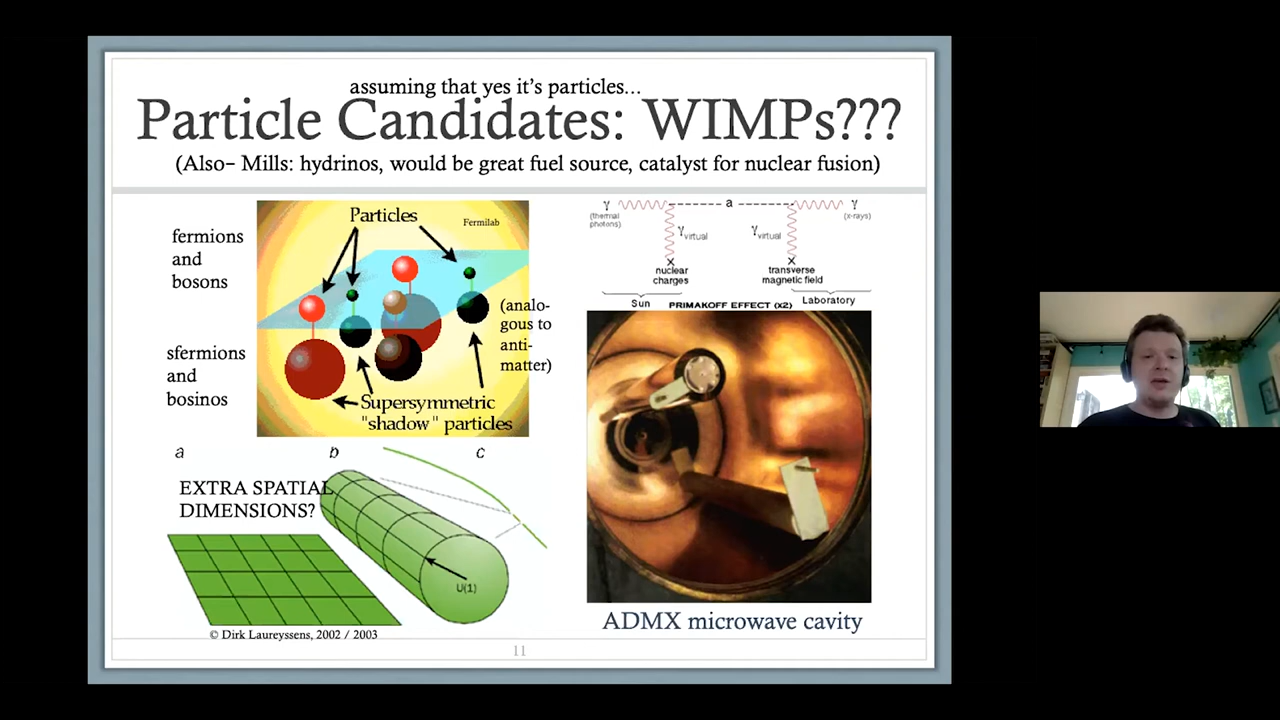 assuming that yes it's particles...
Particle Candidates: WIMPs???
(Also– Mills: hydrinos, would be great fuel source, catalyst for nuclear fusion)
fermions
and
bosons
sfermions
and
bosinos
Particles
Fermilab
(analo-
gous to
anti-
matter)
Supersymmetric
"shadow" particles
a b c
EXTRA SPATIAL
DIMENSIONS?
U(1)
© Dirk Laureyssens, 2002 / 2003
γ
(thermal
photons)
a
γ
(x-rays)
γvirtual
γvirtual
×
nuclear
charges
×
transverse
magnetic field
Sun
Laboratory
PRIMAKOFF EFFECT (x2)
ADMX microwave cavity
11